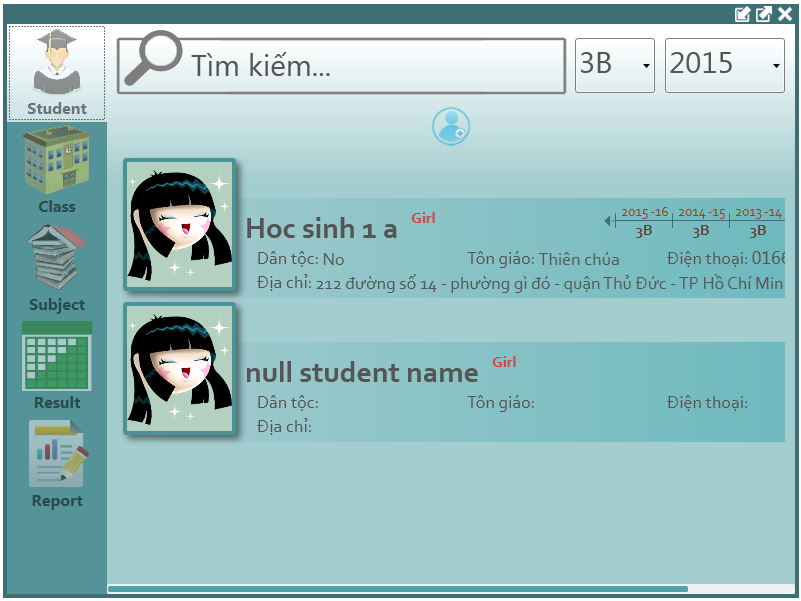 Tìm kiếm...
3B
2015
Student
Class
Subject
Result
Report
Hoc sinh 1 a
Girl
2015-16 2014-15 2013-14
3B 3B 3B
Dân tộc: No
Tôn giáo: Thiên chúa
Điện thoại: 0166
Địa chỉ: 212 đường số 14 - phường gì đó - quận Thủ Đức - TP Hồ Chí Min
null student name
Girl
Dân tộc:
Tôn giáo:
Điện thoại:
Địa chỉ: